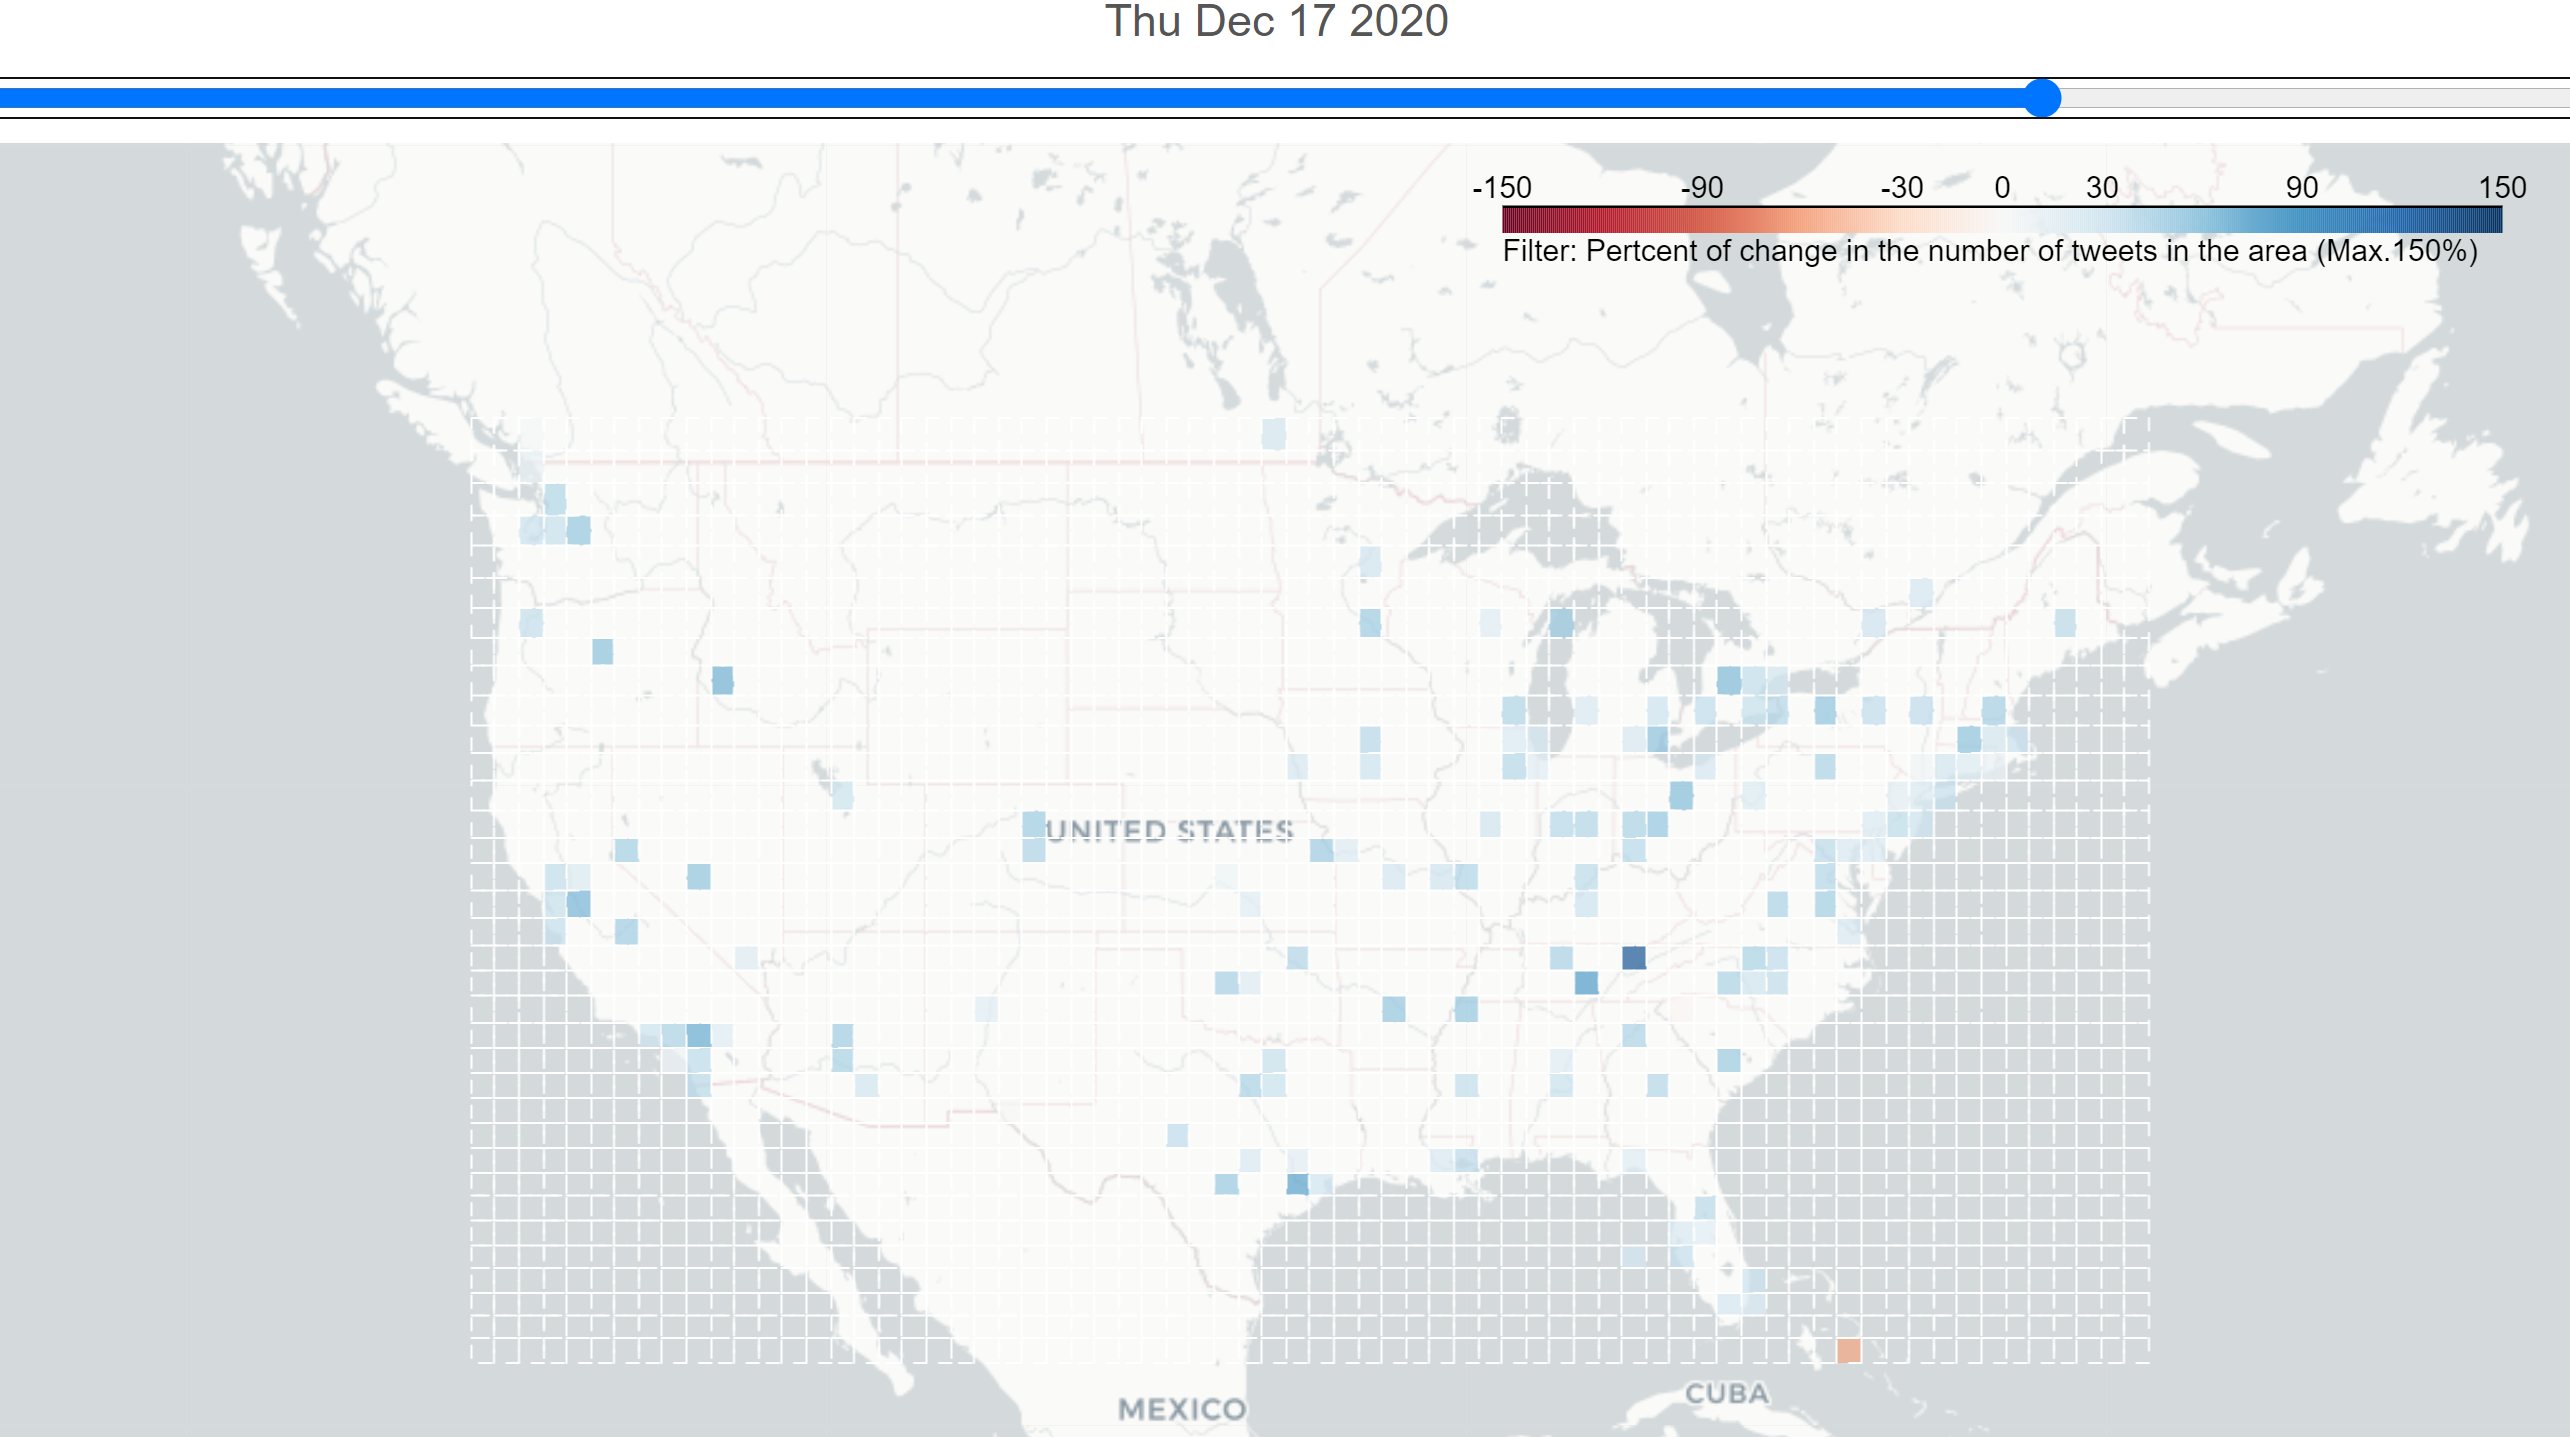 Thu Dec 17 2020
-150 -90 -30 0 30 90 150
Filter: Pertcent of change in the number of tweets in the area (Max.150%)
UNITED STATES
CUBA
MEXICO